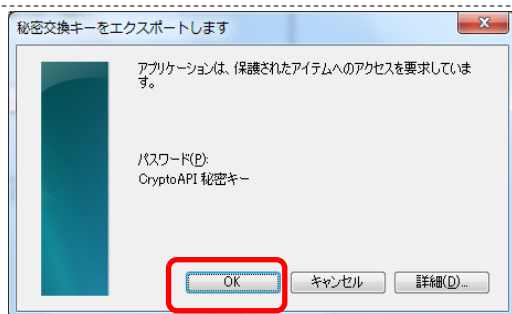 秘密交換キーをエクスポートします
アプリケーションは、保護されたアイテムへのアクセスを要求していま
す。
パスワード(P):
CryptoAPI 秘密キー
OK キャンセル 詳細(D)...